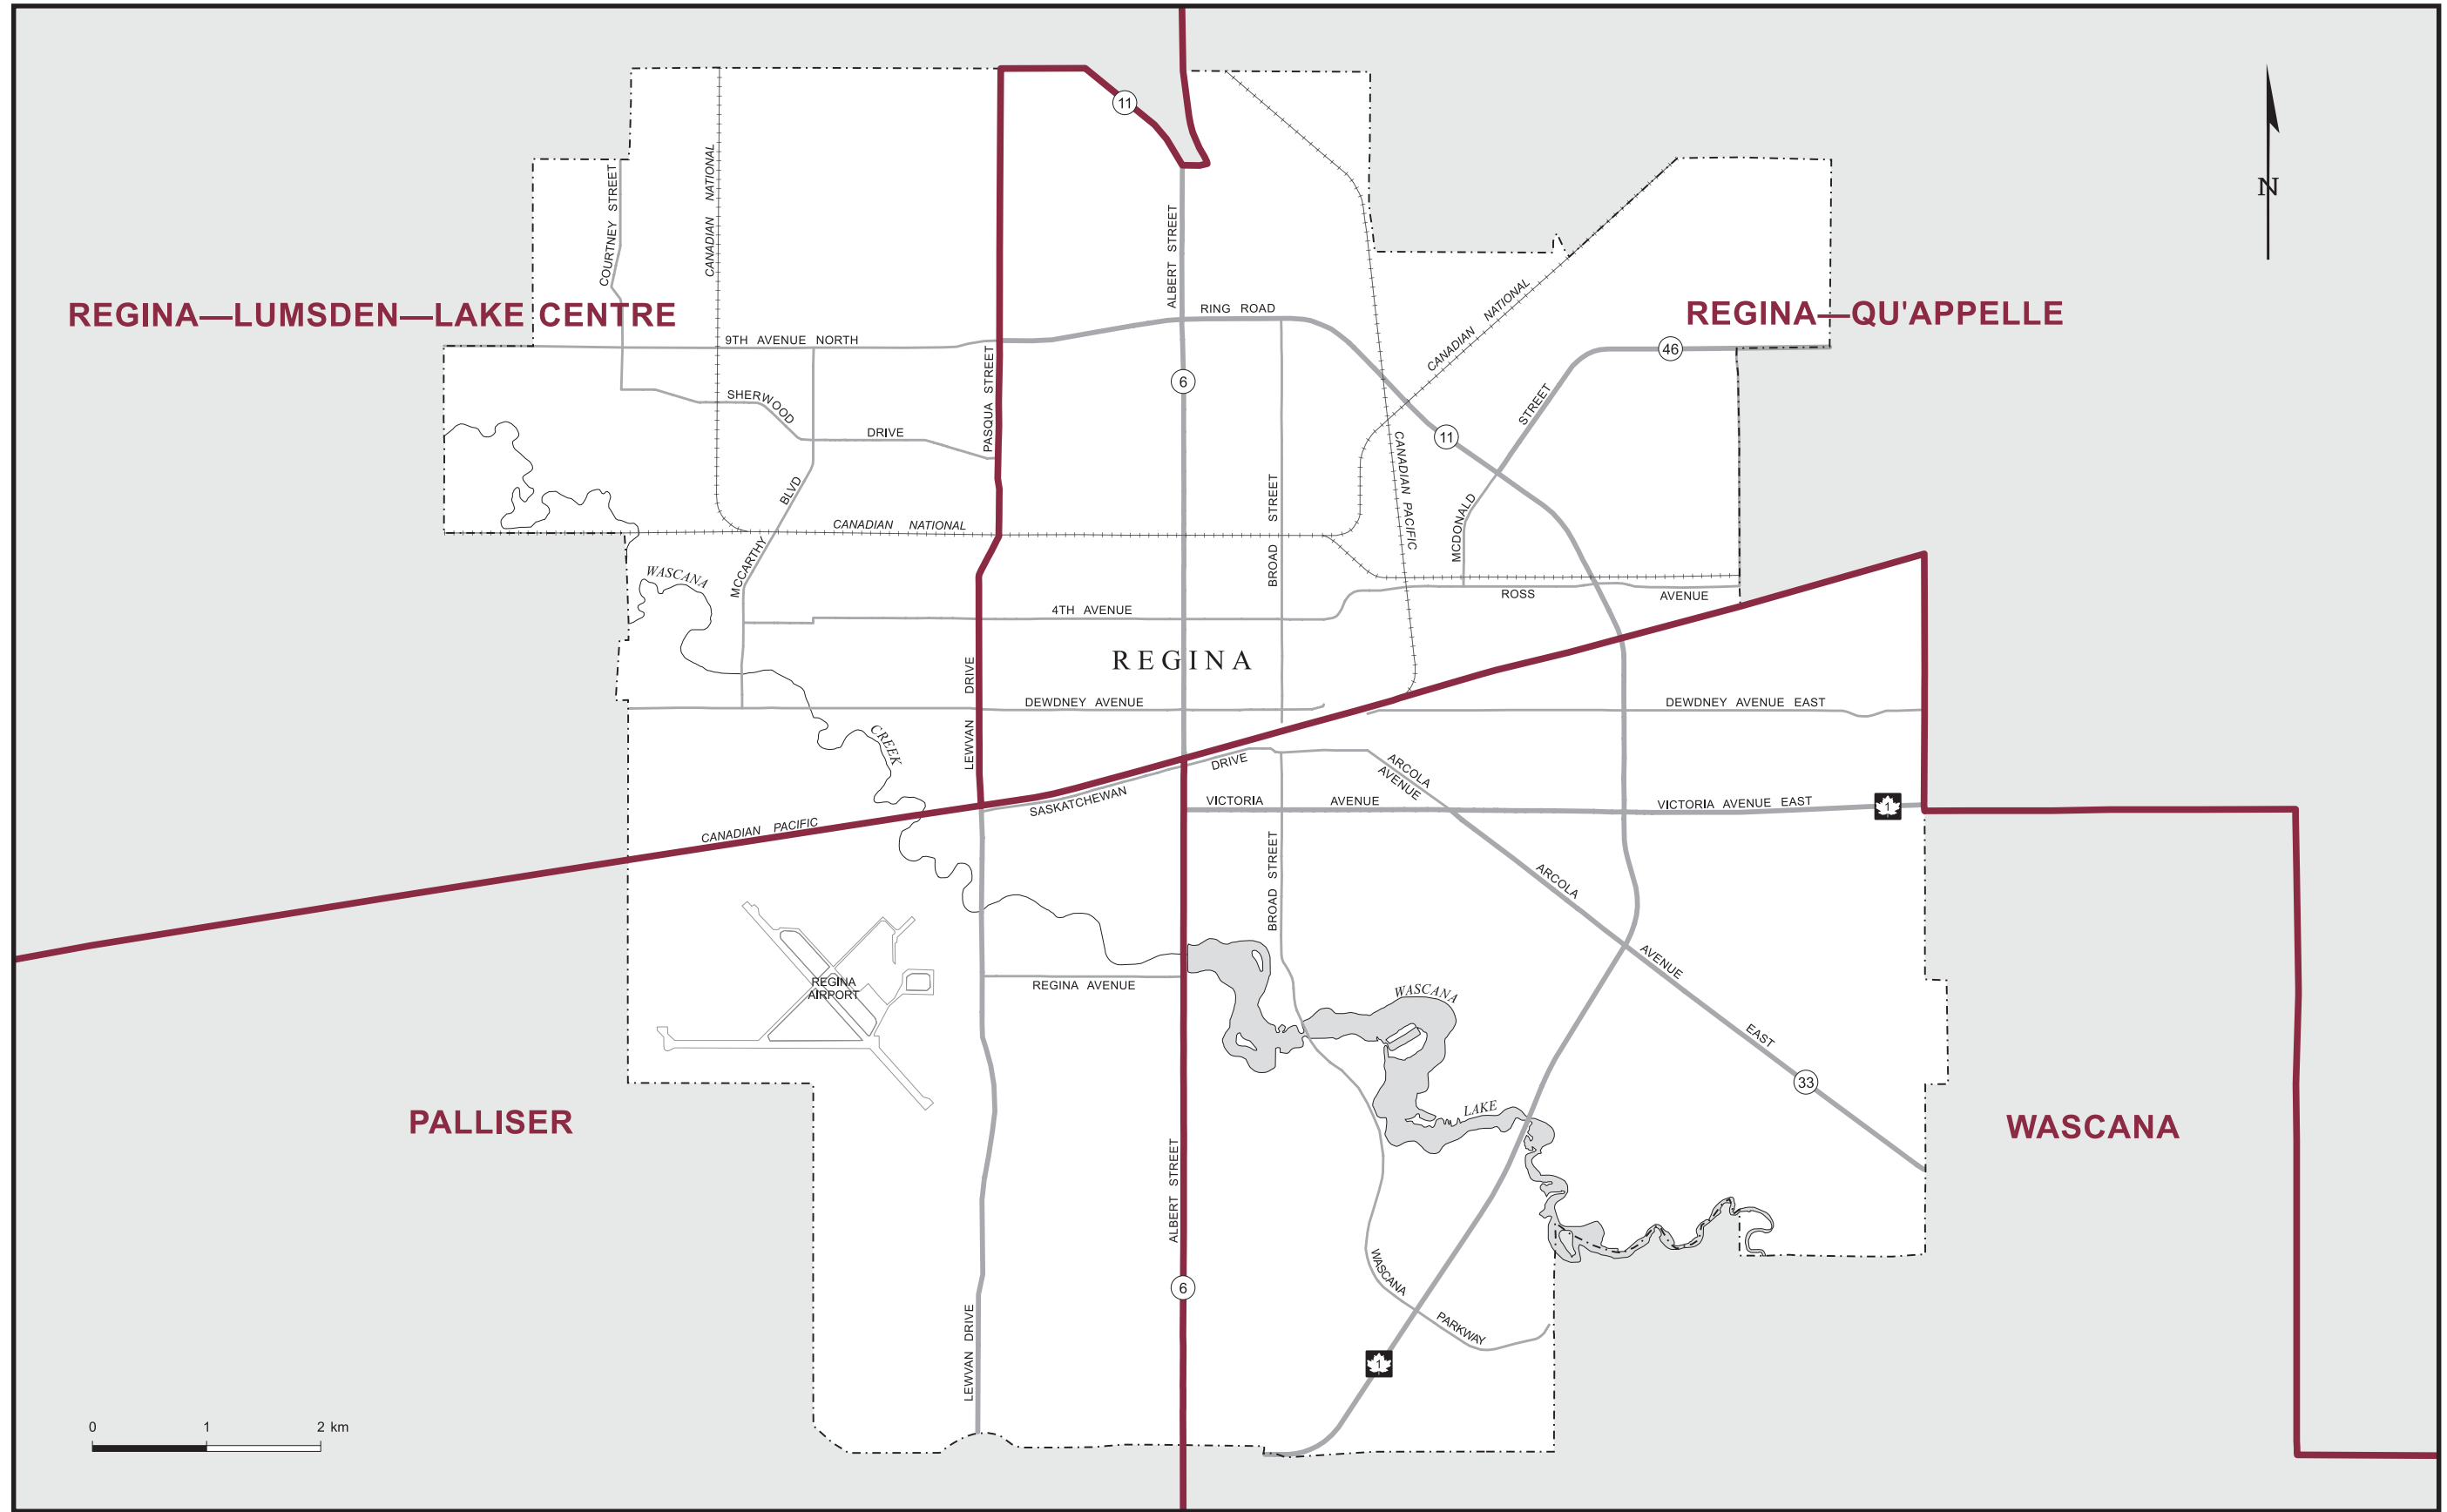 11
N
COURTNEY STREET
CANADIAN NATIONAL
ALBERT STREET
REGINA—LUMSDEN—LAKE CENTRE
RING ROAD
REGINA—QU'APPELLE
9TH AVENUE NORTH
CANADIAN NATIONAL
46
PASQUA STREET
6
SHERWOOD
DRIVE
STREET
11
CANADIAN PACIFIC
BLVD
BROAD STREET
MCDONALD
CANADIAN NATIONAL
MCCARTHY
WASCANA
BROAD STREET
ROSS
AVENUE
4TH AVENUE
REGINA
DRIVE
DEWDNEY AVENUE
DEWDNEY AVENUE EAST
LEWVAN
CREEK
DRIVE
ARCOLA
AVENUE
SASKATCHEWAN
VICTORIA
AVENUE
VICTORIA AVENUE EAST
1
CANADIAN PACIFIC
BROAD STREET
ARCOLA
AVENUE
REGINA
AIRPORT
REGINA AVENUE
WASCANA
EAST
33
LAKE
PALLISER
WASCANA
ALBERT STREET
6
WASCANA
PARKWAY
LEWVAN DRIVE
1
0 1 2 km